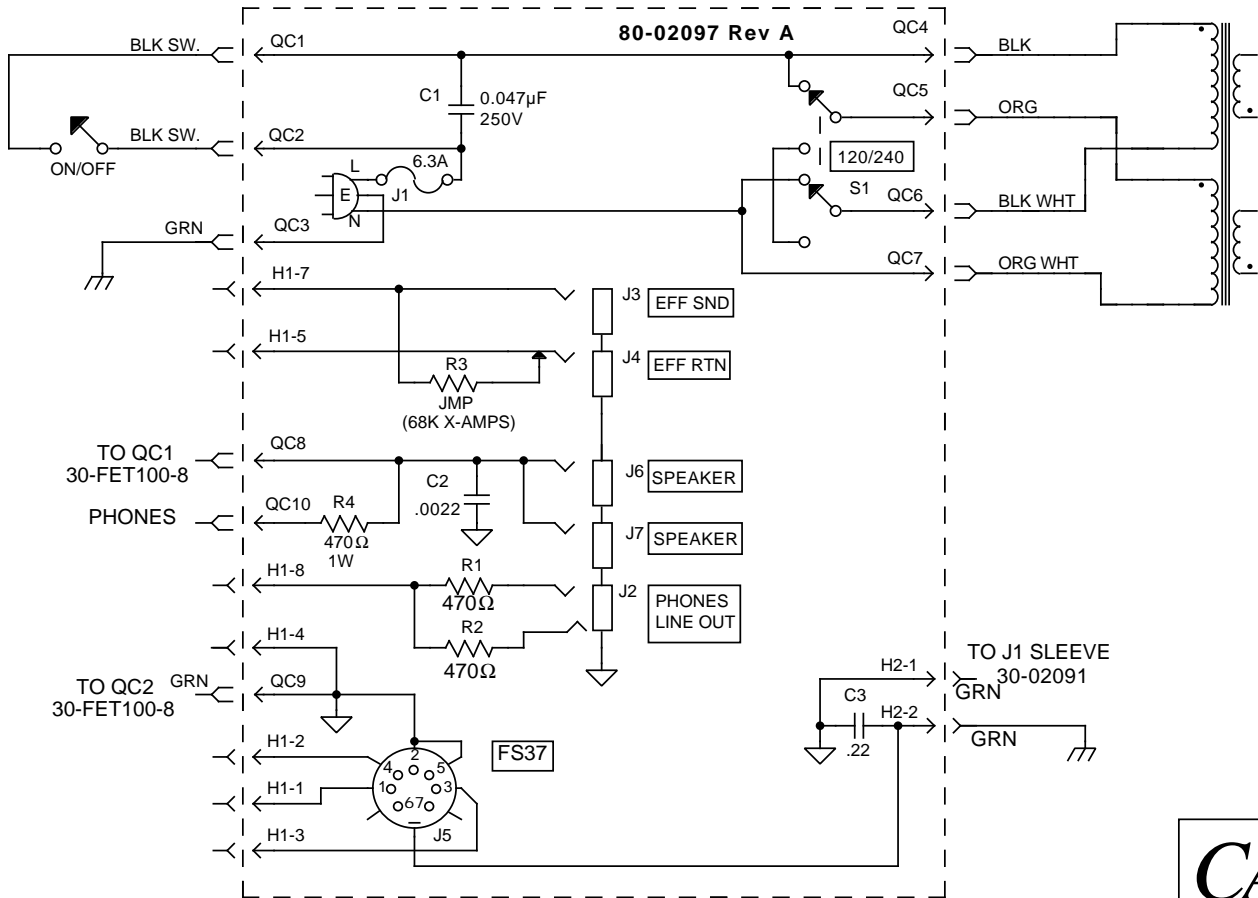 80-02097 Rev A
BLK SW.
QC1
QC4
BLK
C1
0.047µF
250V
QC5
ORG
BLK SW.
QC2
ON/OFF
L
6.3A
E
J1
N
120/240
S1
QC6
BLK WHT
GRN
QC3
QC7
ORG WHT
H1-7
J3
EFF SND
H1-5
J4
EFF RTN
R3
JMP
(68K X-AMPS)
TO QC1
30-FET100-8
QC8
J6
SPEAKER
C2
.0022
PHONES
QC10
R4
470Ω
1W
J7
SPEAKER
H1-8
R1
470Ω
J2
PHONES
LINE OUT
R2
470Ω
H1-4
TO QC2
30-FET100-8
GRN
QC9
H2-1
TO J1 SLEEVE
30-02091
GRN
C3
.22
H2-2
GRN
H1-2
FS37
2
4
5
1
3
6
7
J5
H1-1
H1-3